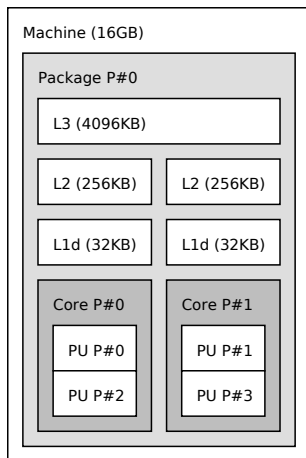 Machine (16GB)
Package P#0
L3 (4096KB)
L2 (256KB)
L2 (256KB)
L1d (32KB)
L1d (32KB)
Core P#0
Core P#1
PU P#0
PU P#1
PU P#2
PU P#3